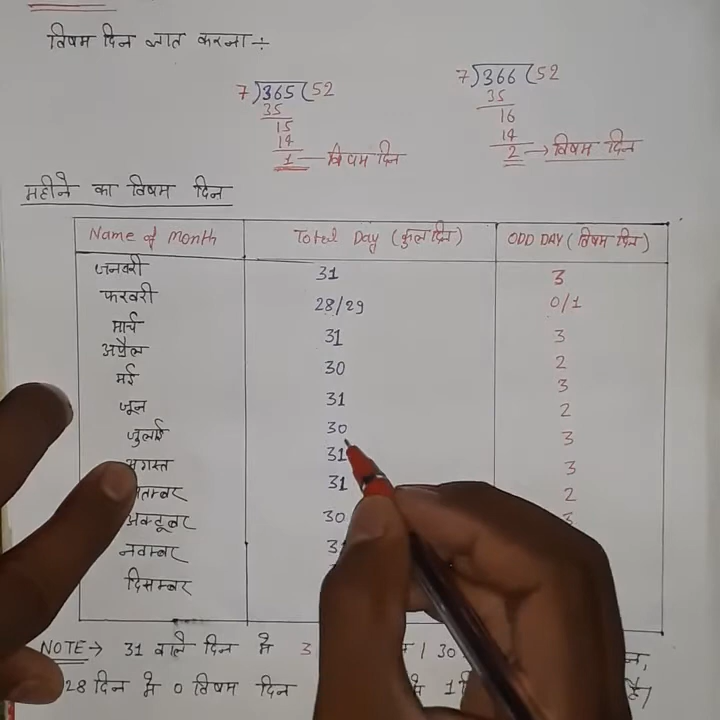 विषम दिन ज्ञात करना ÷
7)365(52 7)366(52
35 35
15 16
14 14
1 — विषम दिन 2 → विषम दिन
महीने का विषम दिन
Name of Month Total Day (कुल दिन) ODD DAY (विषम दिन)
जनवरी 31 3
फरवरी 28/29 0/1
मार्च 31 3
अप्रैल 30 2
मई 31 3
जून 30 2
जुलाई 31 3
अगस्त 31 3
30 2
अक्टूबर 3
नवम्बर
दिसम्बर
NOTE → 31 वाले दिन में 3 30
28 दिन में 0 विषम दिन